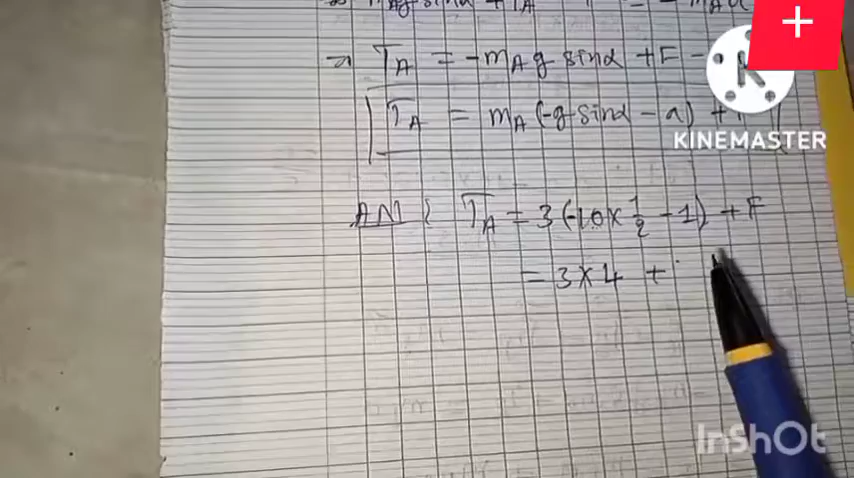 ⇒ T_A = -m_A g sinα + F -
T_A = m_A (-g sinα - a) +
KINEMASTER
AN : T_A = 3 (-10 × 1/2 - 1) + F
= 3 × 4 +
InShOt